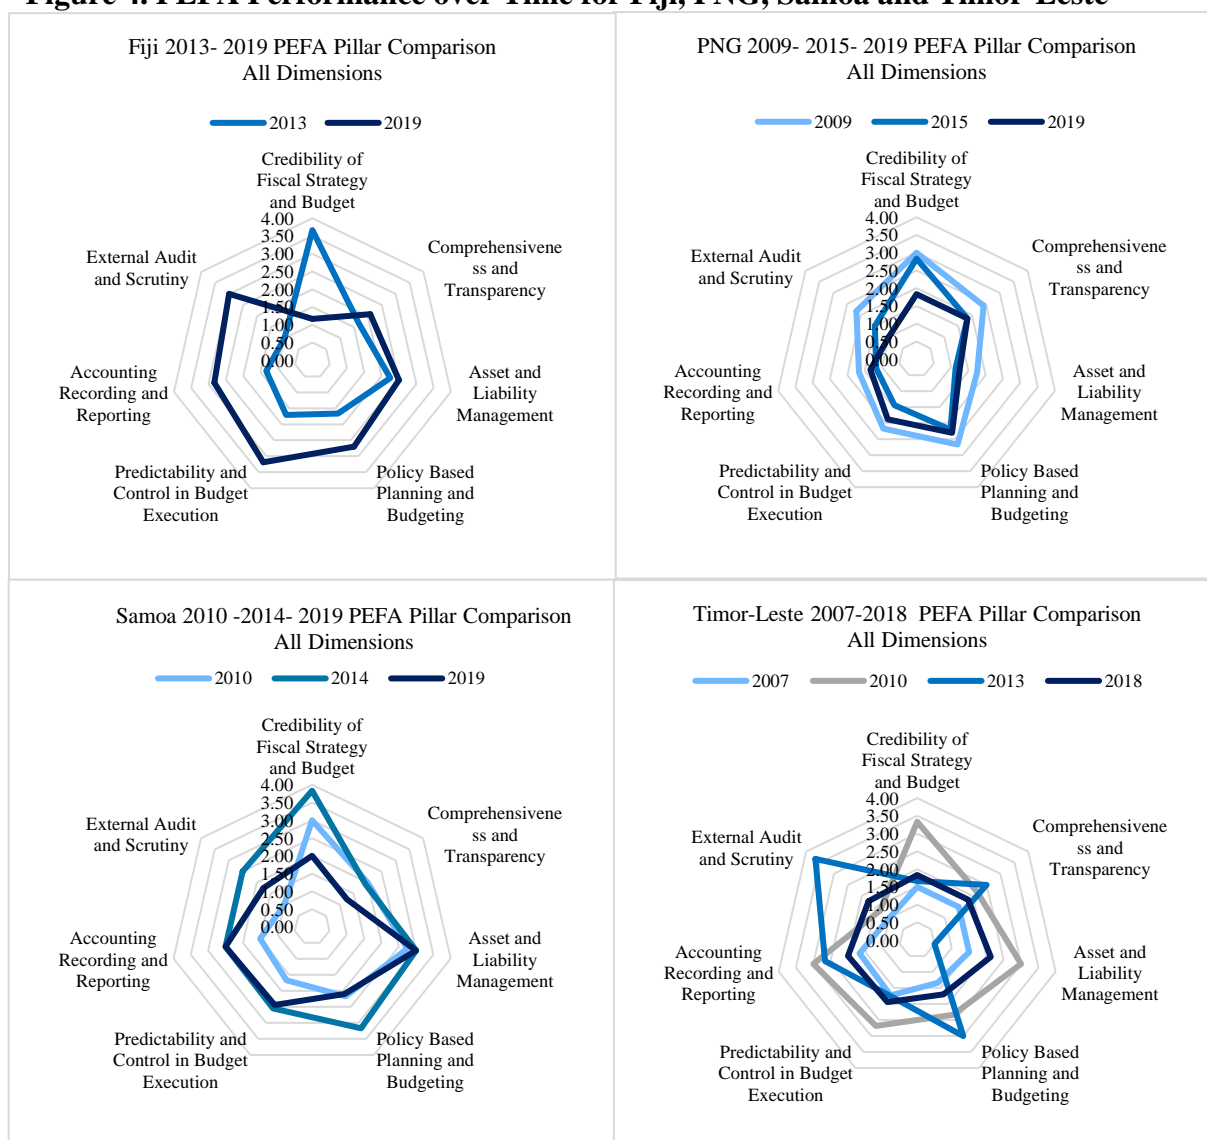 Figure 4. PEFA Performance over Time for Fiji, PNG, Samoa and Timor-Leste
Fiji 2013- 2019 PEFA Pillar Comparison
All Dimensions
2013
2019
Credibility of
Fiscal Strategy
and Budget
4.00
3.50
3.00
2.50
2.00
1.50
1.00
0.50
0.00
Comprehensivene
ss and
Transparency
Asset and
Liability
Management
Policy Based
Planning and
Budgeting
Predictability and
Control in Budget
Execution
Accounting
Recording and
Reporting
External Audit
and Scrutiny
PNG 2009- 2015- 2019 PEFA Pillar Comparison
All Dimensions
2009
2015
2019
Credibility of
Fiscal Strategy
and Budget
4.00
3.50
3.00
2.50
2.00
1.50
1.00
0.50
0.00
Comprehensivene
ss and
Transparency
Asset and
Liability
Management
Policy Based
Planning and
Budgeting
Predictability and
Control in Budget
Execution
Accounting
Recording and
Reporting
External Audit
and Scrutiny
Samoa 2010 -2014- 2019 PEFA Pillar Comparison
All Dimensions
2010
2014
2019
Credibility of
Fiscal Strategy
and Budget
4.00
3.50
3.00
2.50
2.00
1.50
1.00
0.50
0.00
Comprehensivene
ss and
Transparency
Asset and
Liability
Management
Policy Based
Planning and
Budgeting
Predictability and
Control in Budget
Execution
Accounting
Recording and
Reporting
External Audit
and Scrutiny
Timor-Leste 2007-2018 PEFA Pillar Comparison
All Dimensions
2007
2010
2013
2018
Credibility of
Fiscal Strategy
and Budget
4.00
3.50
3.00
2.50
2.00
1.50
1.00
0.50
0.00
Comprehensivene
ss and
Transparency
Asset and
Liability
Management
Policy Based
Planning and
Budgeting
Predictability and
Control in Budget
Execution
Accounting
Recording and
Reporting
External Audit
and Scrutiny